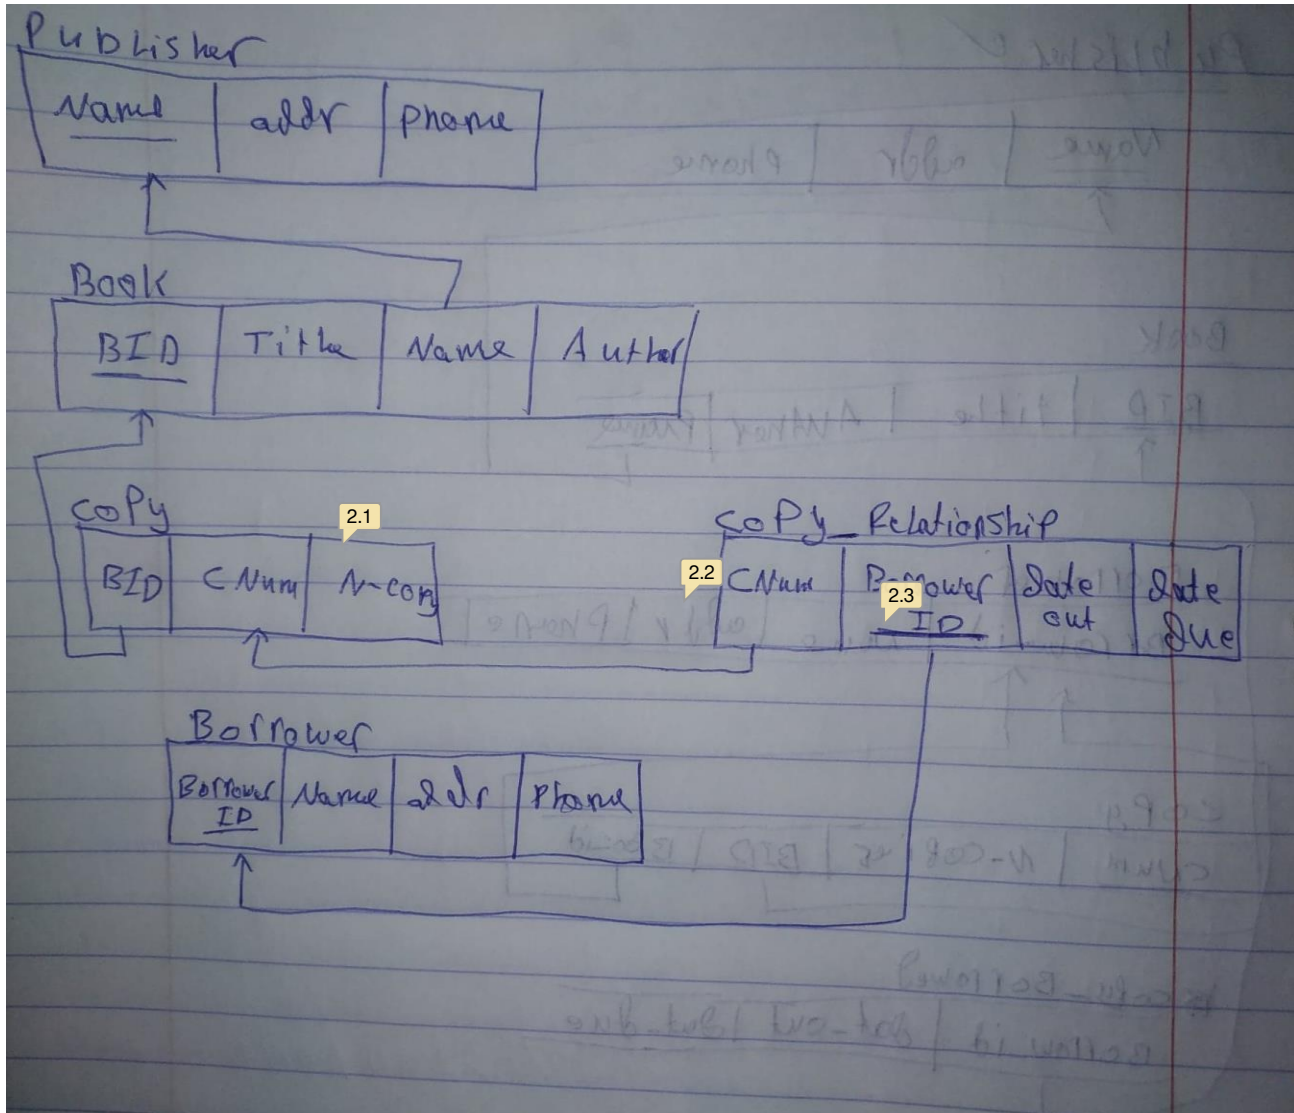 Publisher
Name addr phone
Book
BID Title Name Author
2.1
copy
BID CNum N-copy
Copy_Relationship
2.2
CNum Borrower Date Date
2.3
ID out due
Borrower
Borrower Name addr Phone
ID